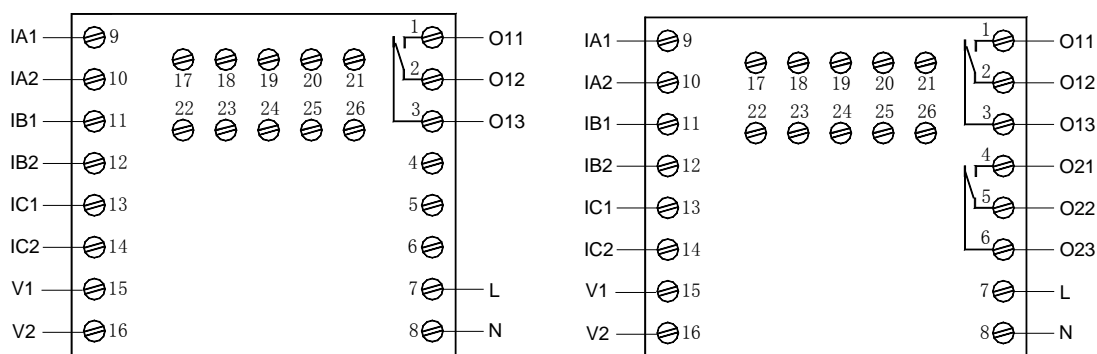 IA1 9 1 O11
17 18 19 20 21
IA2 10 2 O12
22 23 24 25 26
IB1 11 3 O13
IB2 12 4
IC1 13 5
IC2 14 6
V1 15 7 L
V2 16 8 N
IA1 9 1 O11
17 18 19 20 21
IA2 10 2 O12
22 23 24 25 26
IB1 11 3 O13
IB2 12 4 O21
IC1 13 5 O22
IC2 14 6 O23
V1 15 7 L
V2 16 8 N